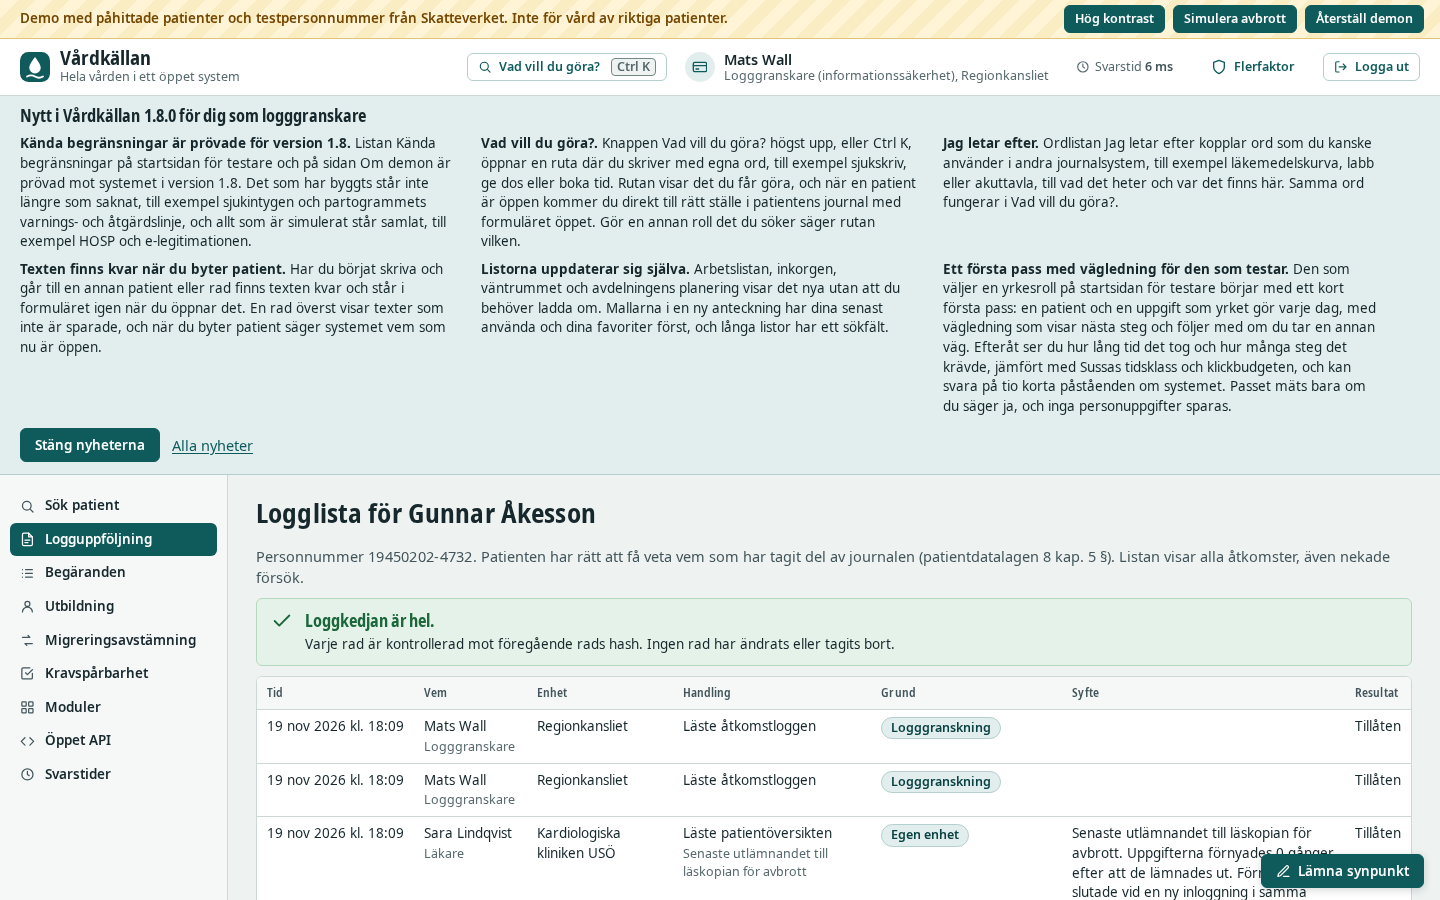 Demo med påhittade patienter och testpersonnummer från Skatteverket. Inte för vård av riktiga patienter.
Hög kontrast
Simulera avbrott
Återställ demon
Vårdkällan
Hela vården i ett öppet system
Vad vill du göra? Ctrl K
Mats Wall
Logggranskare (informationssäkerhet), Regionkansliet
Svarstid 6 ms
Flerfaktor
Logga ut
Nytt i Vårdkällan 1.8.0 för dig som logggranskare
Kända begränsningar är prövade för version 1.8. Listan Kända
begränsningar på startsidan för testare och på sidan Om demon är
prövad mot systemet i version 1.8. Det som har byggts står inte
längre som saknat, till exempel sjukintygen och partogrammets
varnings- och åtgärdslinje, och allt som är simulerat står samlat, till
exempel HOSP och e-legitimationen.
Vad vill du göra?. Knappen Vad vill du göra? högst upp, eller Ctrl K,
öppnar en ruta där du skriver med egna ord, till exempel sjukskriv,
ge dos eller boka tid. Rutan visar det du får göra, och när en patient
är öppen kommer du direkt till rätt ställe i patientens journal med
formuläret öppet. Gör en annan roll det du söker säger rutan
vilken.
Jag letar efter. Ordlistan Jag letar efter kopplar ord som du kanske
använder i andra journalsystem, till exempel läkemedelskurva, labb
eller akuttavla, till vad det heter och var det finns här. Samma ord
fungerar i Vad vill du göra?.
Texten finns kvar när du byter patient. Har du börjat skriva och
går till en annan patient eller rad finns texten kvar och står i
formuläret igen när du öppnar det. En rad överst visar texter som
inte är sparade, och när du byter patient säger systemet vem som
nu är öppen.
Listorna uppdaterar sig själva. Arbetslistan, inkorgen,
väntrummet och avdelningens planering visar det nya utan att du
behöver ladda om. Mallarna i en ny anteckning har dina senast
använda och dina favoriter först, och långa listor har ett sökfält.
Ett första pass med vägledning för den som testar. Den som
väljer en yrkesroll på startsidan för testare börjar med ett kort
första pass: en patient och en uppgift som yrket gör varje dag, med
vägledning som visar nästa steg och följer med om du tar en annan
väg. Efteråt ser du hur lång tid det tog och hur många steg det
krävde, jämfört med Sussas tidsklass och klickbudgeten, och kan
svara på tio korta påståenden om systemet. Passet mäts bara om
du säger ja, och inga personuppgifter sparas.
Stäng nyheterna
Alla nyheter
Sök patient
Logguppföljning
Begäranden
Utbildning
Migreringsavstämning
Kravspårbarhet
Moduler
Öppet API
Svarstider
Logglista för Gunnar Åkesson
Personnummer 19450202-4732. Patienten har rätt att få veta vem som har tagit del av journalen (patientdatalagen 8 kap. 5 §). Listan visar alla åtkomster, även nekade
försök.
Loggkedjan är hel.
Varje rad är kontrollerad mot föregående rads hash. Ingen rad har ändrats eller tagits bort.
Tid Vem Enhet Handling Grund Syfte Resultat
19 nov 2026 kl. 18:09 Mats Wall Regionkansliet Läste åtkomstloggen Logggranskning Tillåten
Logggranskare
19 nov 2026 kl. 18:09 Mats Wall Regionkansliet Läste åtkomstloggen Logggranskning Tillåten
Logggranskare
19 nov 2026 kl. 18:09 Sara Lindqvist Kardiologiska Läste patientöversikten Egen enhet Senaste utlämnandet till läskopian för Tillåten
Läkare kliniken USÖ Senaste utlämnandet till avbrott. Uppgifterna förnyades 0 gånger
läskopian för avbrott efter att de lämnades ut.
slutade vid en ny inloggning i samma
Lämna synpunkt